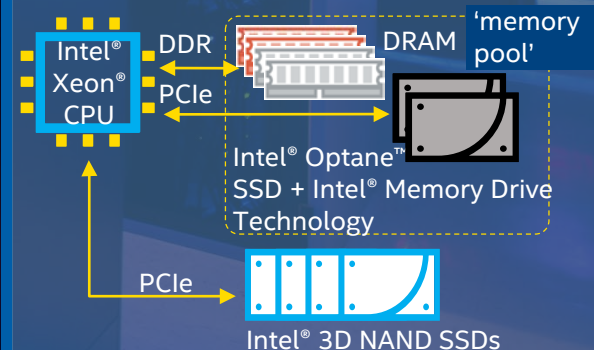 Intel®
Xeon®
CPU
DDR
PCIe
DRAM
'memory
pool'
Intel® Optane™
SSD + Intel® Memory Drive
Technology
PCIe
Intel® 3D NAND SSDs